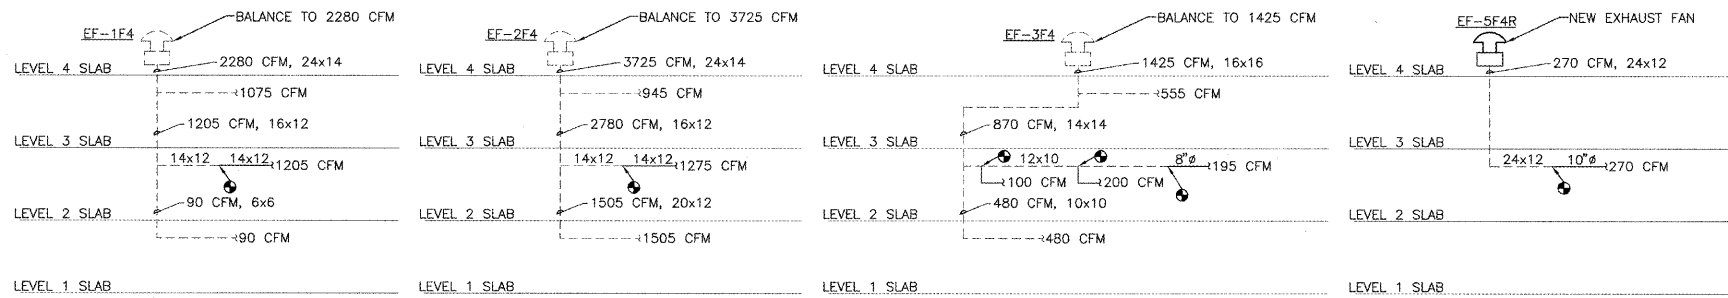 EF-1F4
BALANCE TO 2280 CFM
LEVEL 4 SLAB
2280 CFM, 24x14
1075 CFM
1205 CFM, 16x12
LEVEL 3 SLAB
14x12
14x12
1205 CFM
90 CFM, 6x6
LEVEL 2 SLAB
90 CFM
LEVEL 1 SLAB
EF-2F4
BALANCE TO 3725 CFM
LEVEL 4 SLAB
3725 CFM, 24x14
945 CFM
2780 CFM, 16x12
LEVEL 3 SLAB
14x12
14x12
1275 CFM
1505 CFM, 20x12
LEVEL 2 SLAB
1505 CFM
LEVEL 1 SLAB
EF-3F4
BALANCE TO 1425 CFM
LEVEL 4 SLAB
1425 CFM, 16x16
555 CFM
870 CFM, 14x14
LEVEL 3 SLAB
12x10
8"ø
195 CFM
100 CFM
200 CFM
480 CFM, 10x10
LEVEL 2 SLAB
480 CFM
LEVEL 1 SLAB
EF-5F4R
NEW EXHAUST FAN
LEVEL 4 SLAB
270 CFM, 24x12
LEVEL 3 SLAB
24x12
10"ø
270 CFM
LEVEL 2 SLAB
LEVEL 1 SLAB